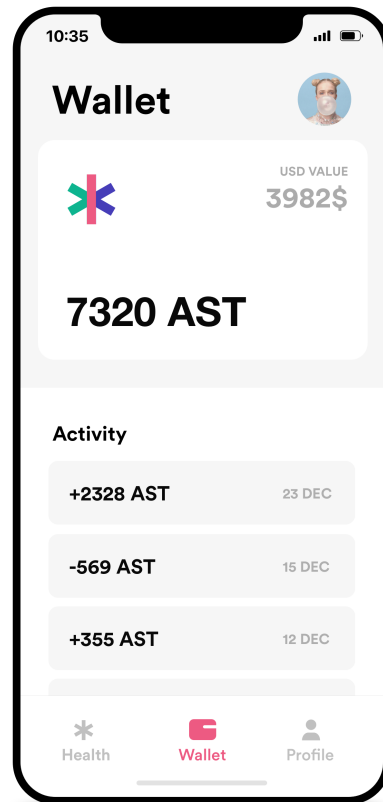 10:35
Wallet
USD VALUE
3982$
7320 AST
Activity
+2328 AST 23 DEC
-569 AST 15 DEC
+355 AST 12 DEC
Health Wallet Profile